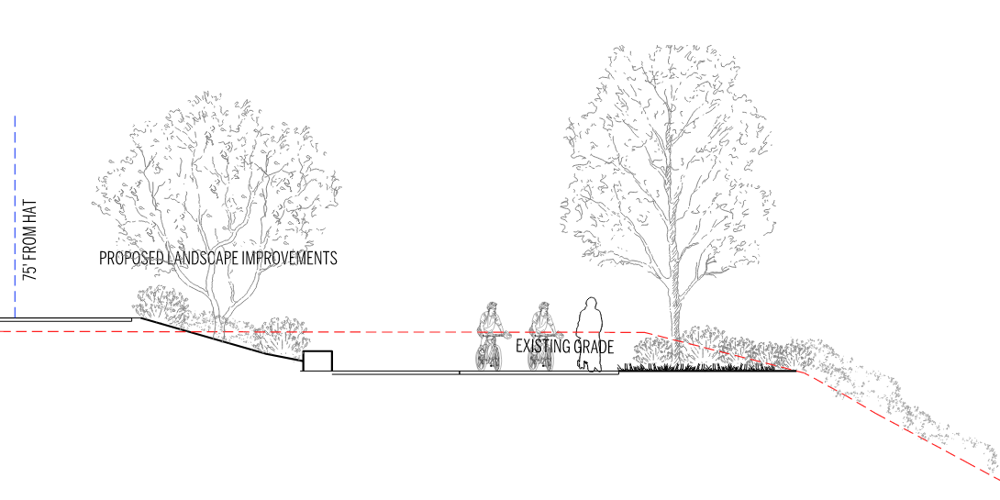 75' FROM HAT
PROPOSED LANDSCAPE IMPROVEMENTS
EXISTING GRADE